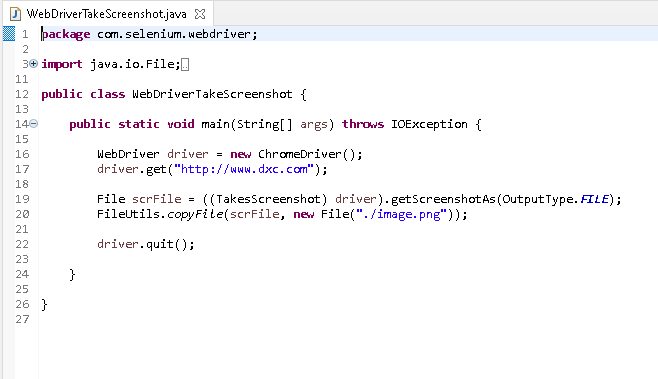 WebDriverTakeScreenshot.java
1 package com.selenium.webdriver;
2
3 import java.io.File;
11
12 public class WebDriverTakeScreenshot {
13
14 public static void main(String[] args) throws IOException {
15
16 WebDriver driver = new ChromeDriver();
17 driver.get("http://www.dxc.com");
18
19 File scrFile = ((TakesScreenshot) driver).getScreenshotAs(OutputType.FILE);
20 FileUtils.copyFile(scrFile, new File("./image.png"));
21
22 driver.quit();
23
24 }
25
26 }
27